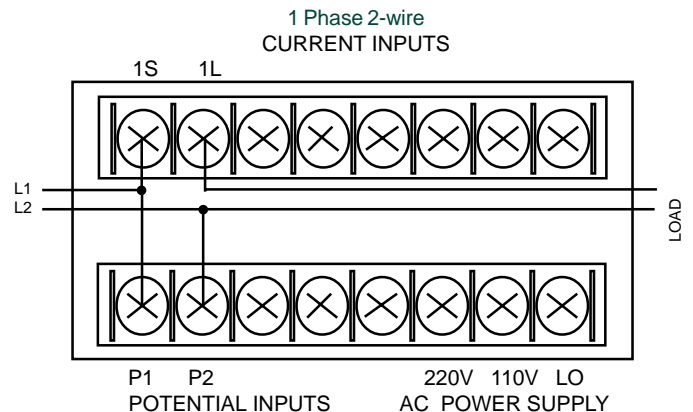 1 Phase 2-wire
CURRENT INPUTS
1S 1L
L1
L2
LOAD
P1 P2 220V 110V LO
POTENTIAL INPUTS AC POWER SUPPLY